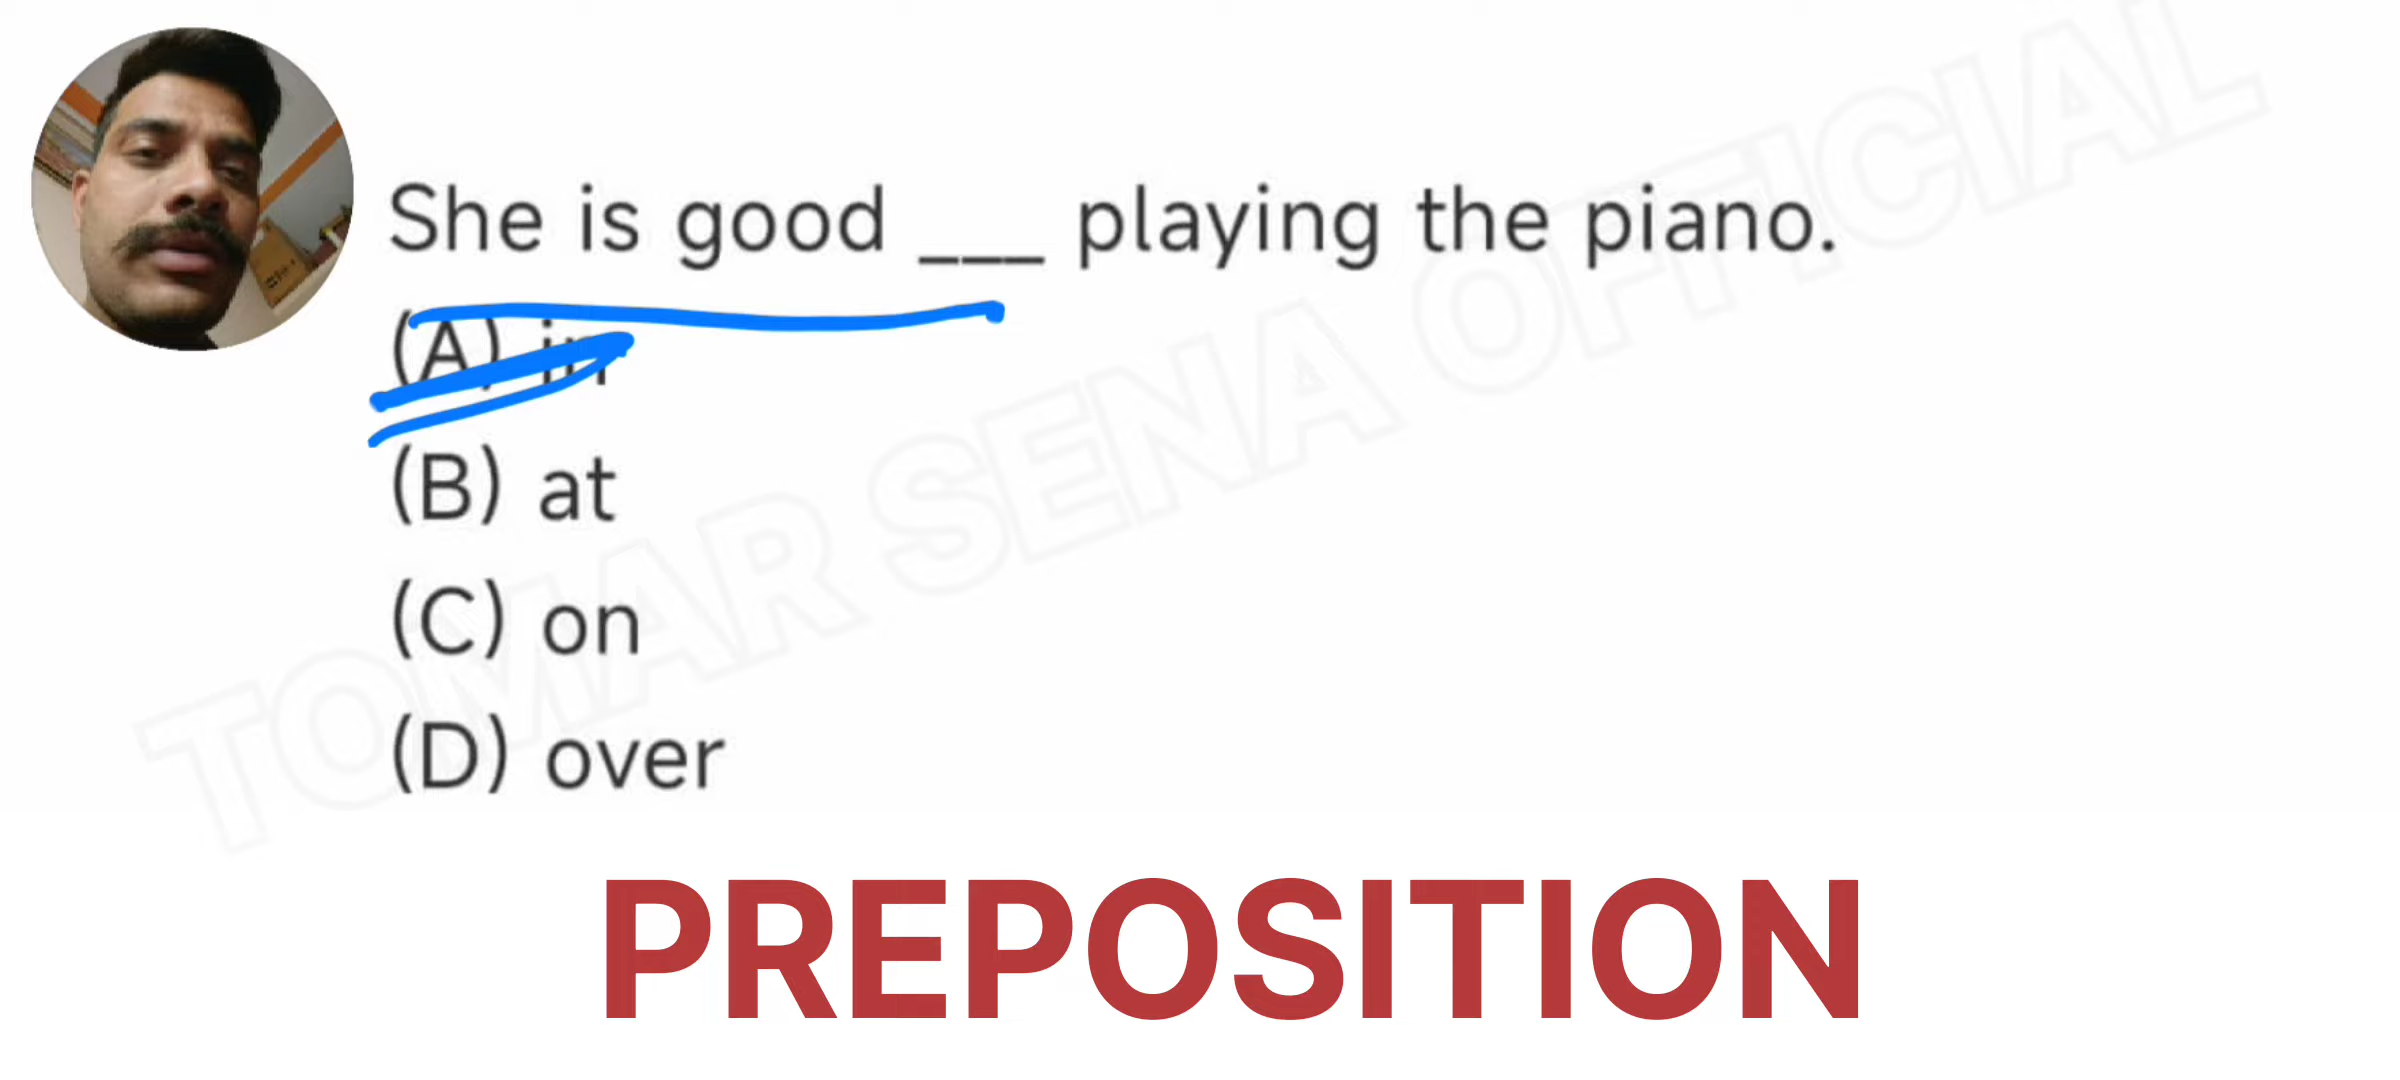 She is good ___ playing the piano.
(A) in
(B) at
(C) on
(D) over
TOMAR SENA OFFICIAL
PREPOSITION